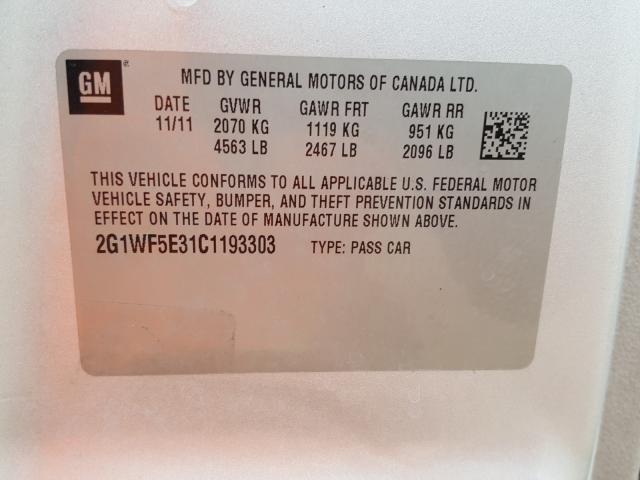 GM ®
MFD BY GENERAL MOTORS OF CANADA LTD.
DATE GVWR GAWR FRT GAWR RR
11/11 2070 KG 1119 KG 951 KG
4563 LB 2467 LB 2096 LB
THIS VEHICLE CONFORMS TO ALL APPLICABLE U.S. FEDERAL MOTOR
VEHICLE SAFETY, BUMPER, AND THEFT PREVENTION STANDARDS IN
EFFECT ON THE DATE OF MANUFACTURE SHOWN ABOVE.
2G1WF5E31C1193303 TYPE: PASS CAR